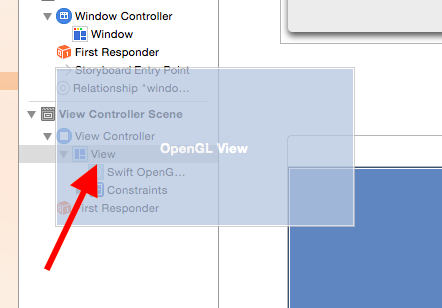 Window Controller
Window
First Responder
Storyboard Entry Point
Relationship "windo...
View Controller Scene
View Controller
OpenGL View
View
Swift OpenG...
Constraints
First Responder